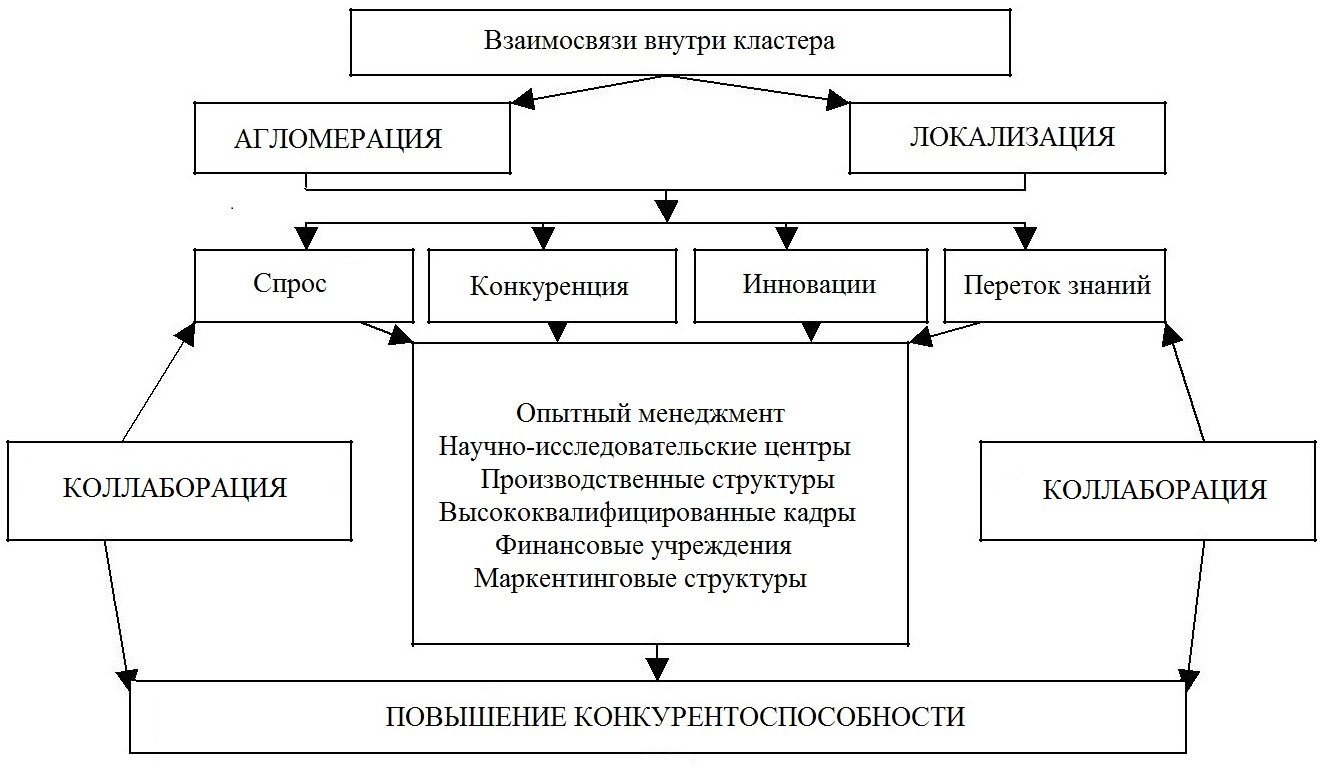 Взаимосвязи внутри кластера
АГЛОМЕРАЦИЯ
ЛОКАЛИЗАЦИЯ
Спрос
Конкуренция
Инновации
Переток знаний
Опытный менеджмент
Научно-исследовательские центры
Производственные структуры
Высококвалифицированные кадры
Финансовые учреждения
Маркентинговые структуры
КОЛЛАБОРАЦИЯ
КОЛЛАБОРАЦИЯ
ПОВЫШЕНИЕ КОНКУРЕНТОСПОСОБНОСТИ